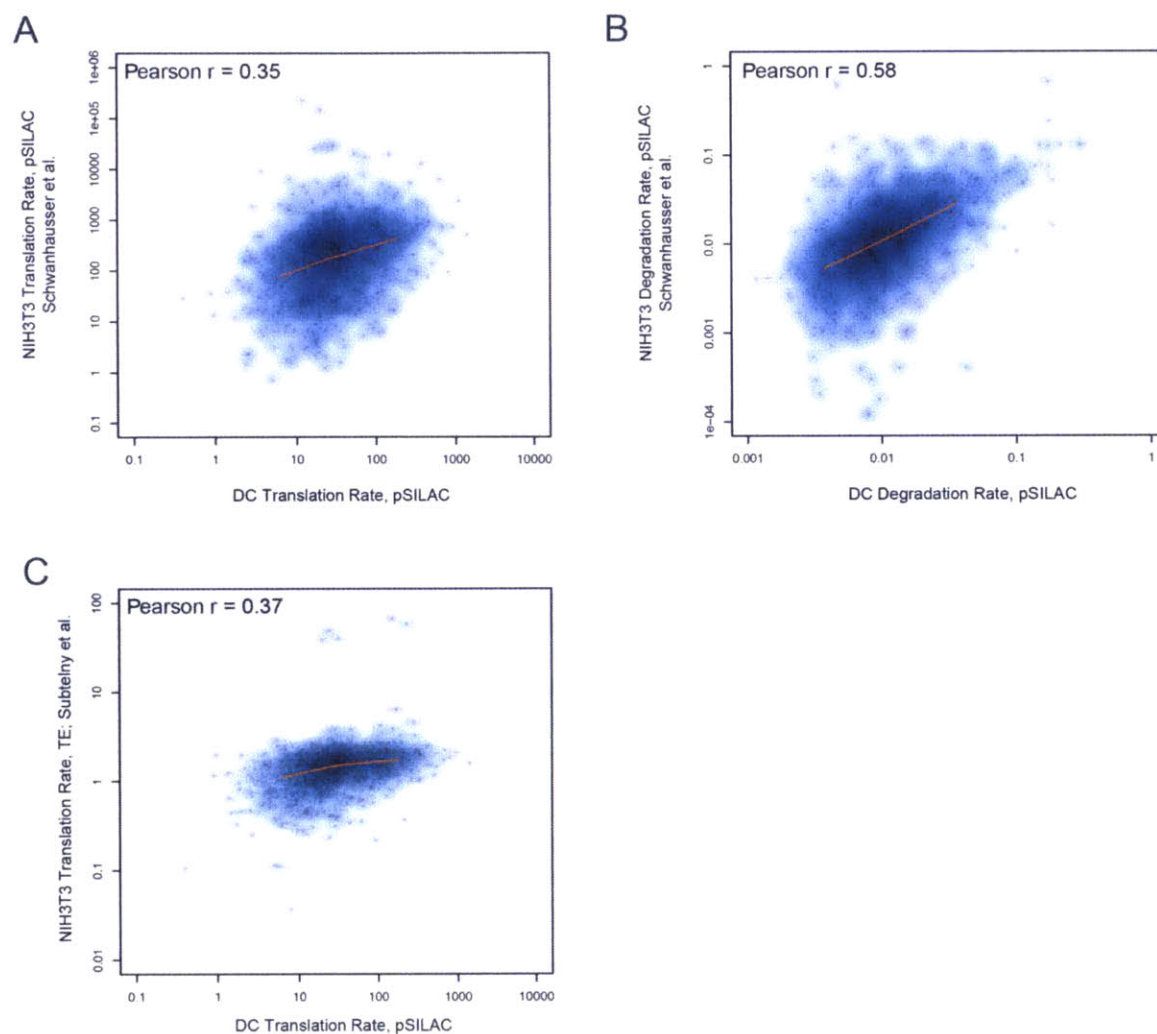 A
Pearson r = 0.35
NIH3T3 Translation Rate, pSILAC
Schwanhausser et al.
1e+06
1e+05
10000
1000
100
10
1
0.1
0.1 1 10 100 1000 10000
DC Translation Rate, pSILAC
B
Pearson r = 0.58
NIH3T3 Degradation Rate, pSILAC
Schwanhausser et al.
1
0.1
0.01
0.001
1e-04
0.001 0.01 0.1 1
DC Degradation Rate, pSILAC
C
Pearson r = 0.37
NIH3T3 Translation Rate, TE; Subtelny et al.
100
10
1
0.1
0.01
0.1 1 10 100 1000 10000
DC Translation Rate, pSILAC